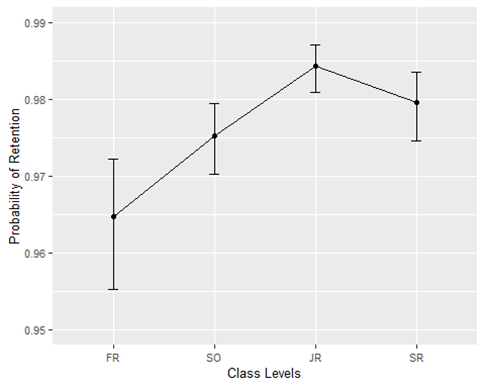 0.99
0.98
0.97
0.96
0.95
Probability of Retention
FR SO JR SR
Class Levels